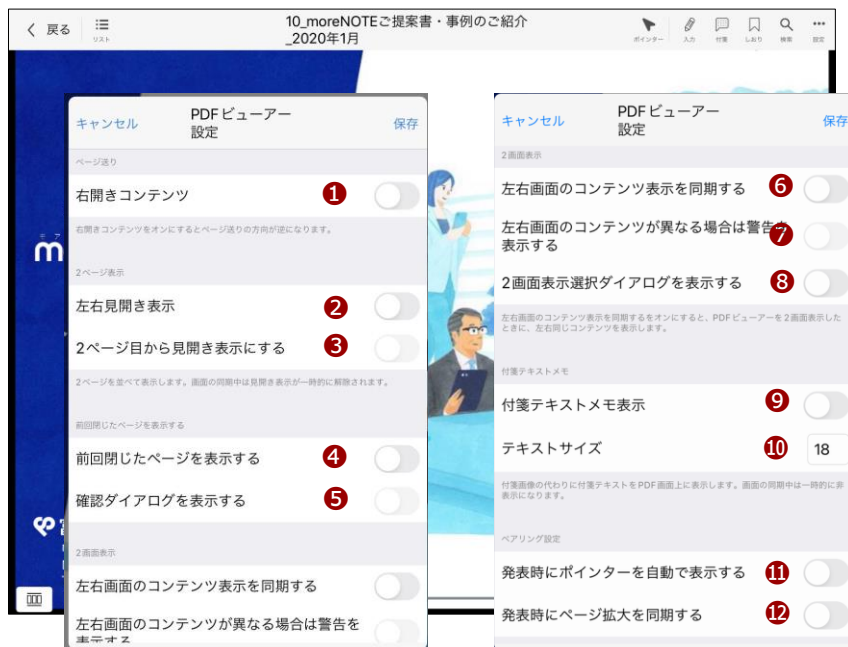 戻る
リスト
10_moreNOTEご提案書・事例のご紹介
_2020年1月
ポインター
入力
付箋
しおり
検索
設定
キャンセル
PDFビューアー
設定
保存
ページ送り
右開きコンテンツ
❶
右開きコンテンツをオンにするとページ送りの方向が逆になります。
2ページ表示
左右見開き表示
❷
2ページ目から見開き表示にする
❸
2ページを並べて表示します。画面の同期中は見開き表示が一時的に解除されます。
前回閉じたページを表示する
前回閉じたページを表示する
❹
確認ダイアログを表示する
❺
2画面表示
左右画面のコンテンツ表示を同期する
左右画面のコンテンツが異なる場合は警告を
表示する
キャンセル
PDFビューアー
設定
保存
2画面表示
左右画面のコンテンツ表示を同期する
❻
左右画面のコンテンツが異なる場合は警告を
表示する
❼
2画面表示選択ダイアログを表示する
❽
左右画面のコンテンツ表示を同期するをオンにすると、PDFビューアーを2画面表示した
ときに、左右同じコンテンツを表示します。
付箋テキストメモ
付箋テキストメモ表示
❾
テキストサイズ
❿
18
付箋画像の代わりに付箋テキストをPDF画面上に表示します。画面の同期中は一時的に非
表示になります。
ペアリング設定
発表時にポインターを自動で表示する
⓫
発表時にページ拡大を同期する
⓬